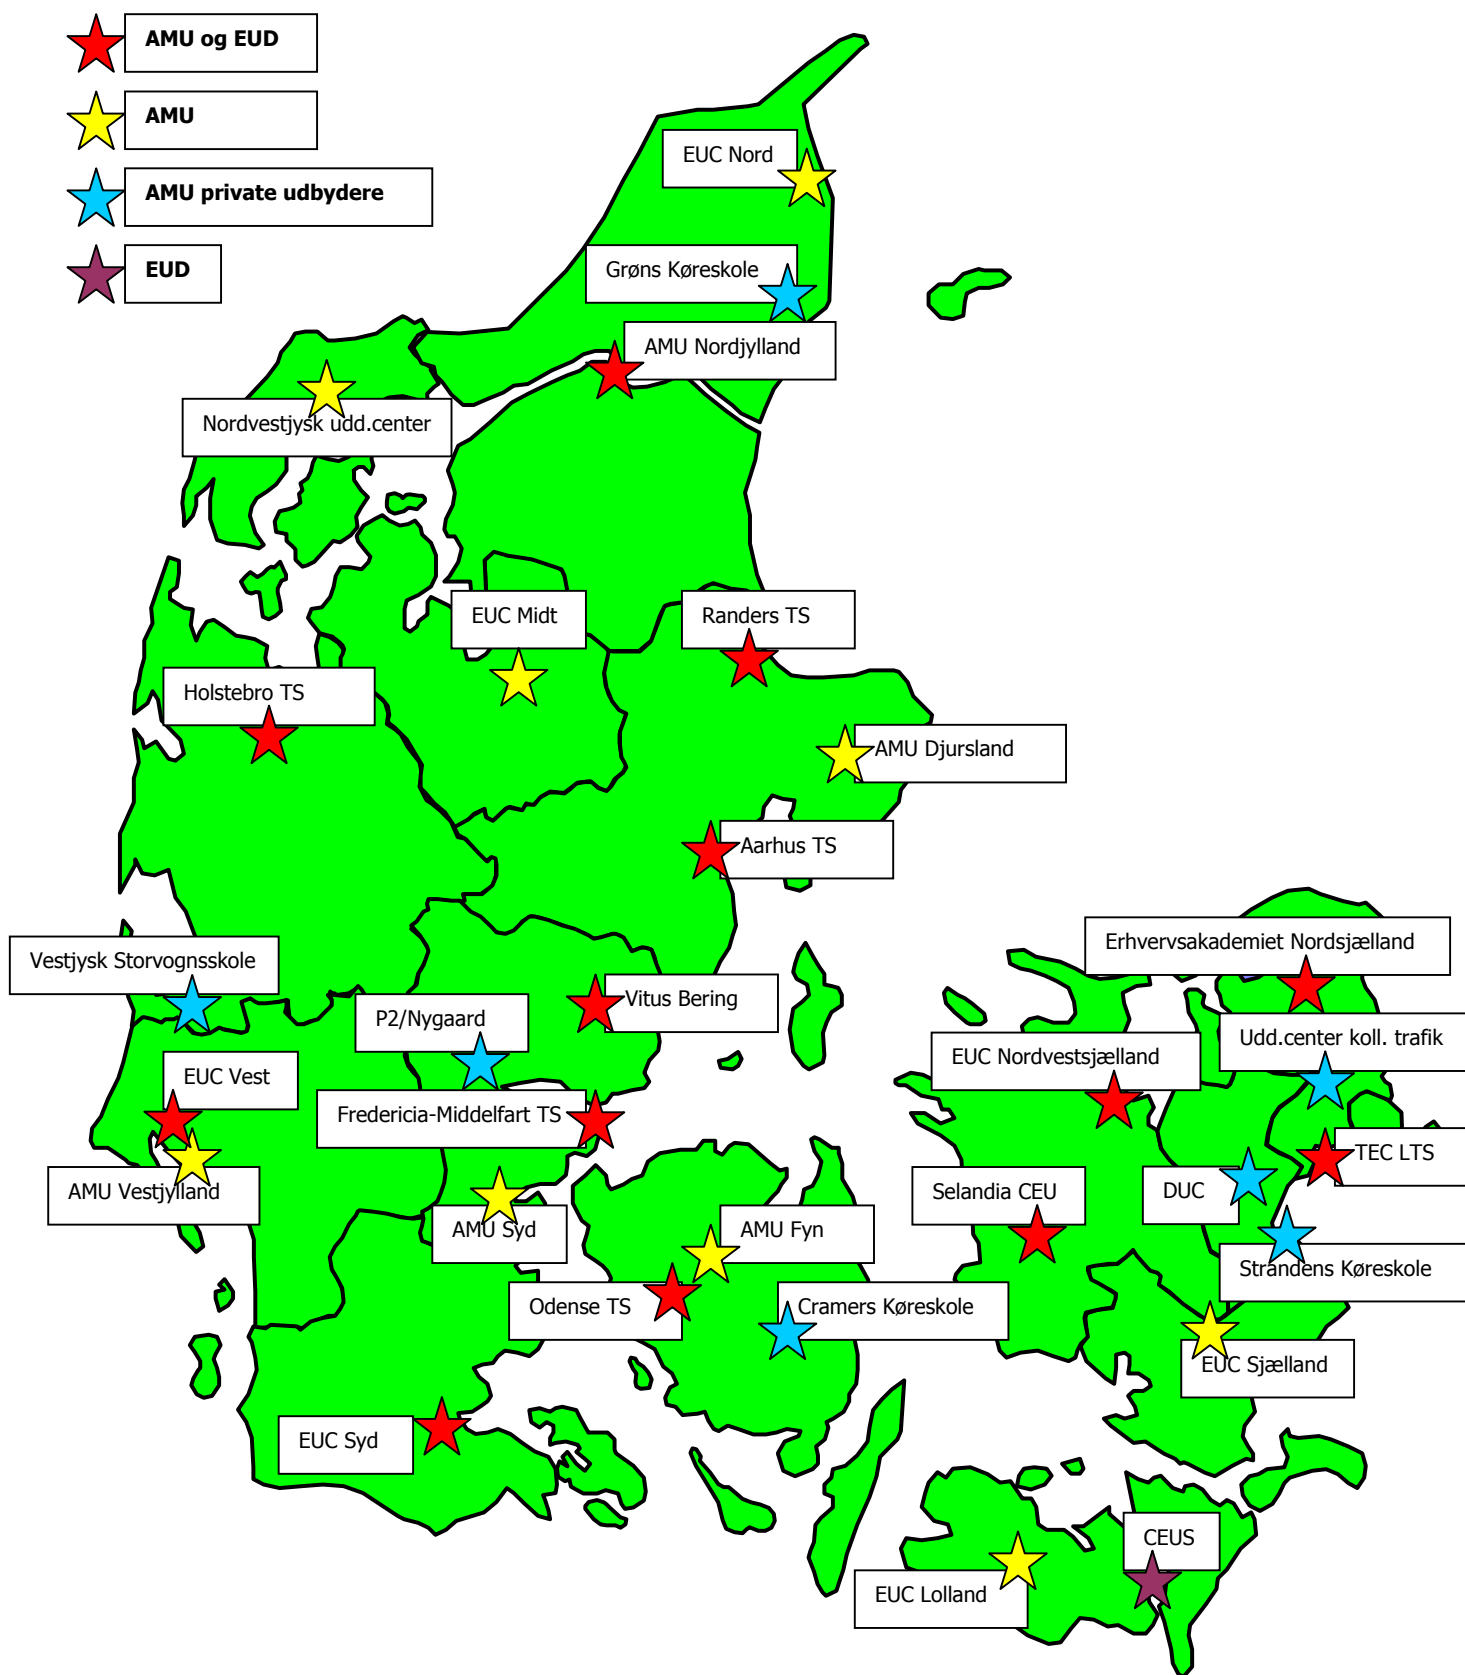 AMU og EUD
AMU
AMU private udbydere
EUD
EUC Nord
Grøns Køreskole
AMU Nordjylland
Nordvestjysk udd.center
EUC Midt
Randers TS
Holstebro TS
AMU Djursland
Aarhus TS
Erhvervsakademiet Nordsjælland
Vestjysk Storvognsskole
Vitus Bering
P2/Nygaard
Udd.center koll. trafik
EUC Nordvestsjælland
EUC Vest
Fredericia-Middelfart TS
TEC LTS
AMU Vestjylland
Selandia CEU
DUC
AMU Syd
AMU Fyn
Strandens Køreskole
Odense TS
Cramers Køreskole
EUC Sjælland
EUC Syd
CEUS
EUC Lolland